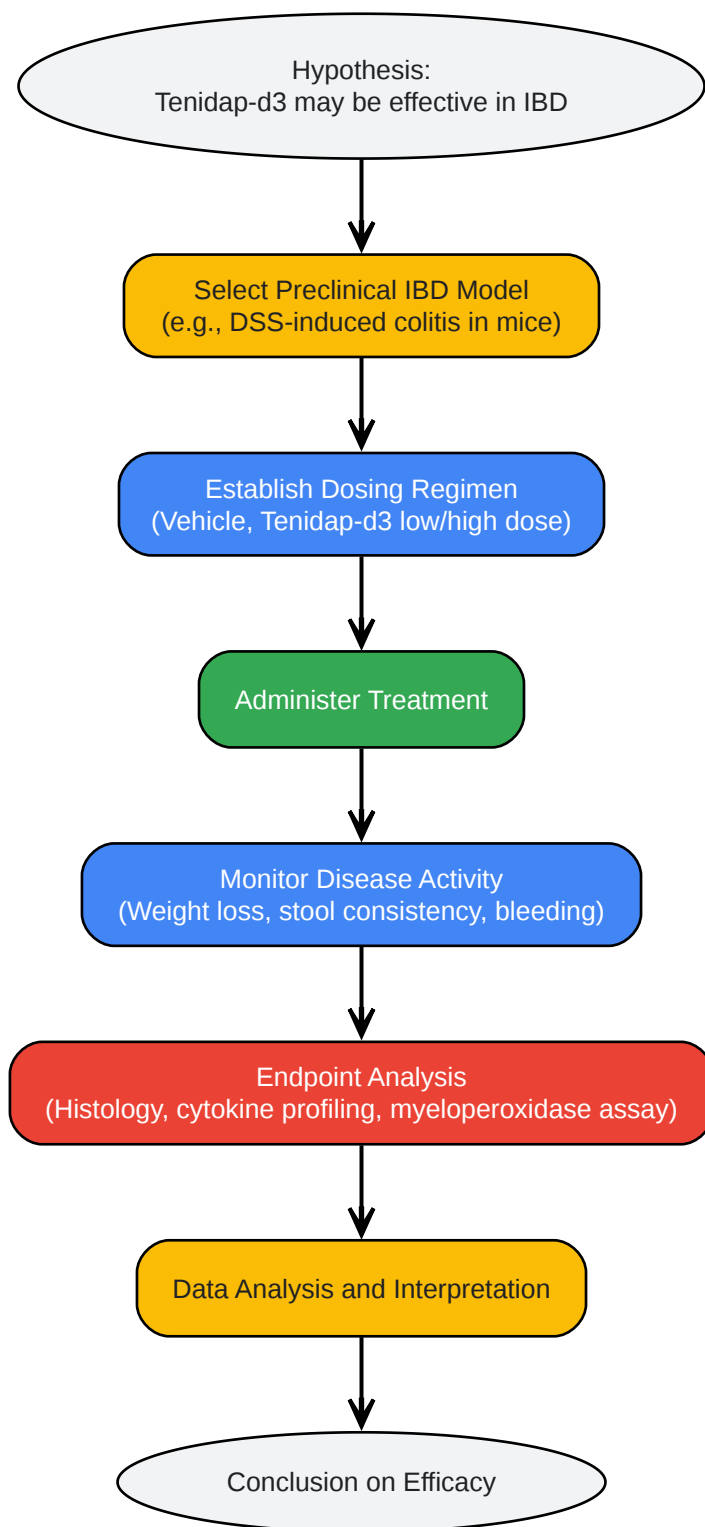 Hypothesis:
Tenidap-d3 may be effective in IBD
Select Preclinical IBD Model
(e.g., DSS-induced colitis in mice)
Establish Dosing Regimen
(Vehicle, Tenidap-d3 low/high dose)
Administer Treatment
Monitor Disease Activity
(Weight loss, stool consistency, bleeding)
Endpoint Analysis
(Histology, cytokine profiling, myeloperoxidase assay)
Data Analysis and Interpretation
Conclusion on Efficacy